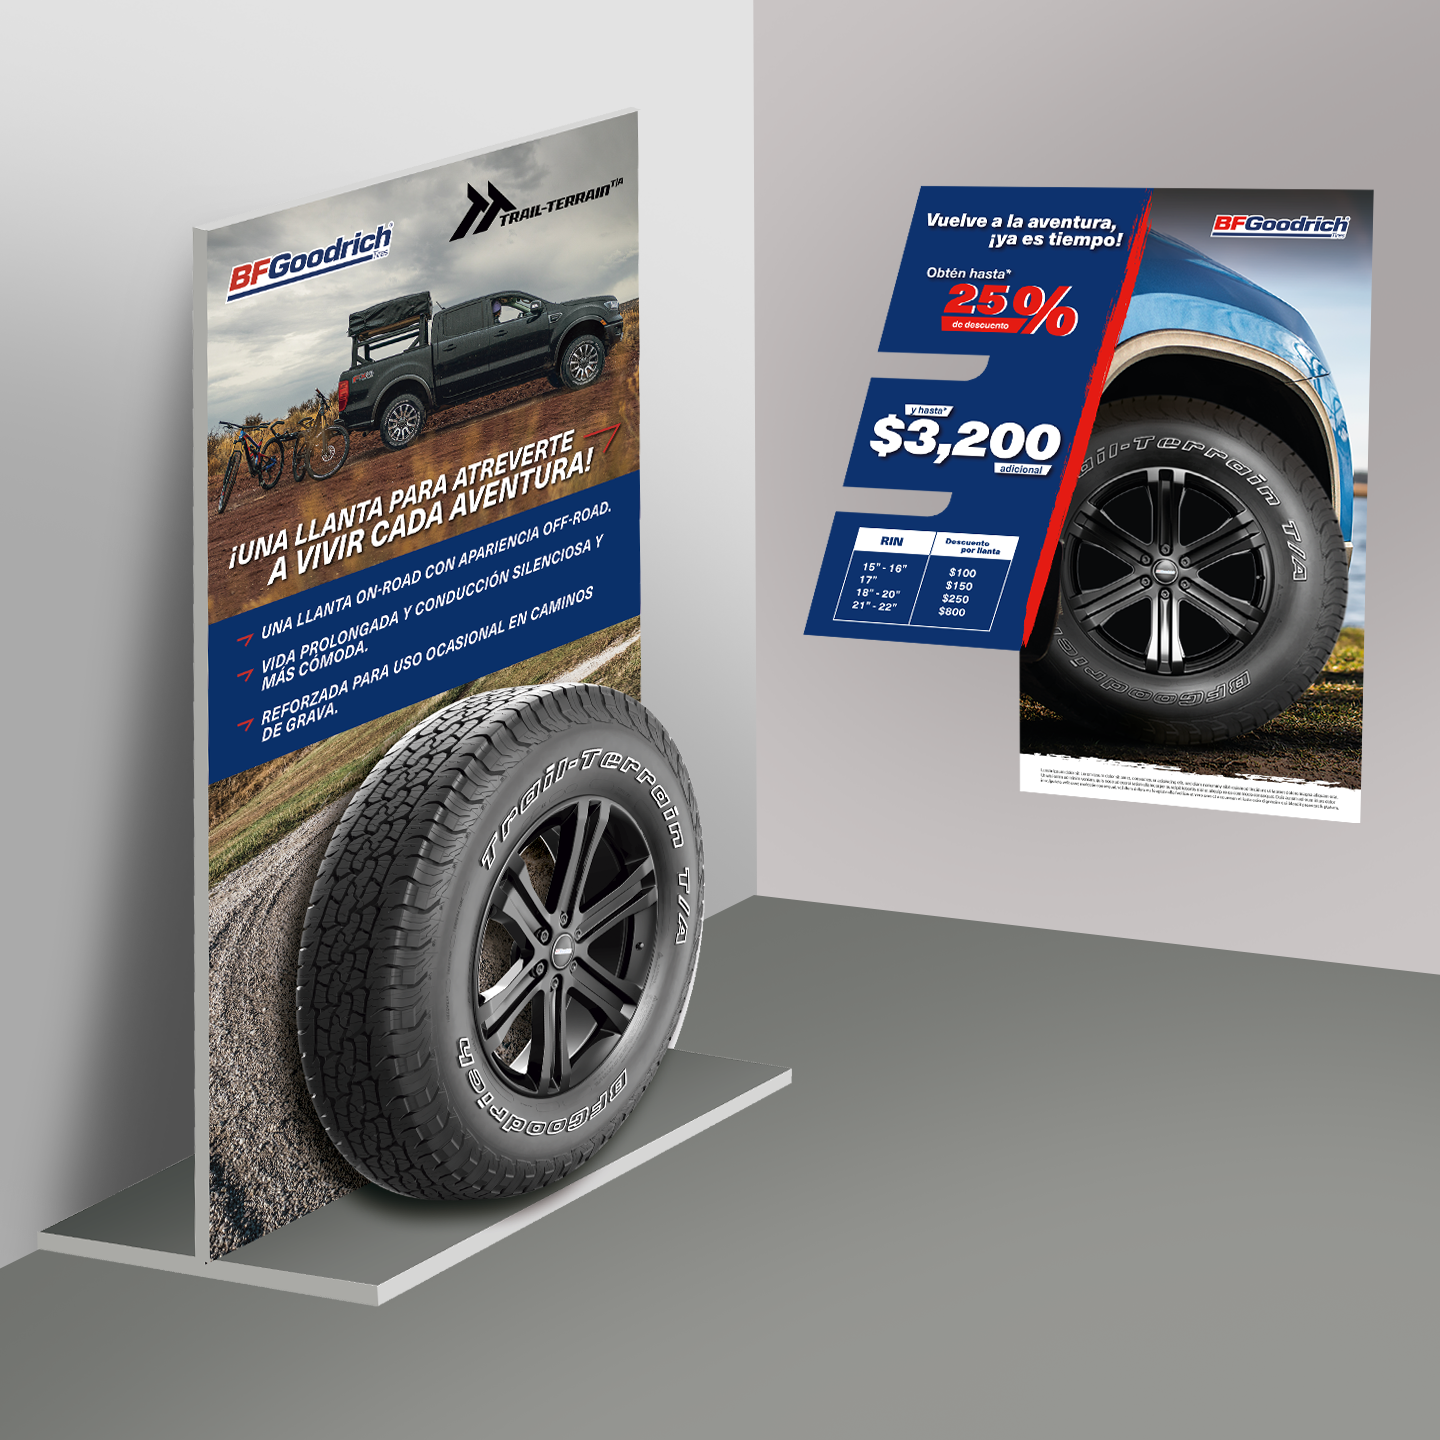 BFGoodrich
Tires
TRAIL-TERRAIN T/A
¡UNA LLANTA PARA ATREVERTE
A VIVIR CADA AVENTURA!
UNA LLANTA ON-ROAD CON APARIENCIA OFF-ROAD.
VIDA PROLONGADA Y CONDUCCIÓN SILENCIOSA Y
MÁS CÓMODA.
REFORZADA PARA USO OCASIONAL EN CAMINOS
DE GRAVA.
Trail-Terrain T/A
BFGoodrich
Vuelve a la aventura,
¡ya es tiempo!
Obtén hasta*
25%
de descuento
y hasta*
$3,200
adicional
RIN Descuento
por llanta
15" - 16" $100
17" $150
18" - 20" $250
21" - 22" $800
BFGoodrich
Tires
ail-Terrain T/A
BFGoodrich